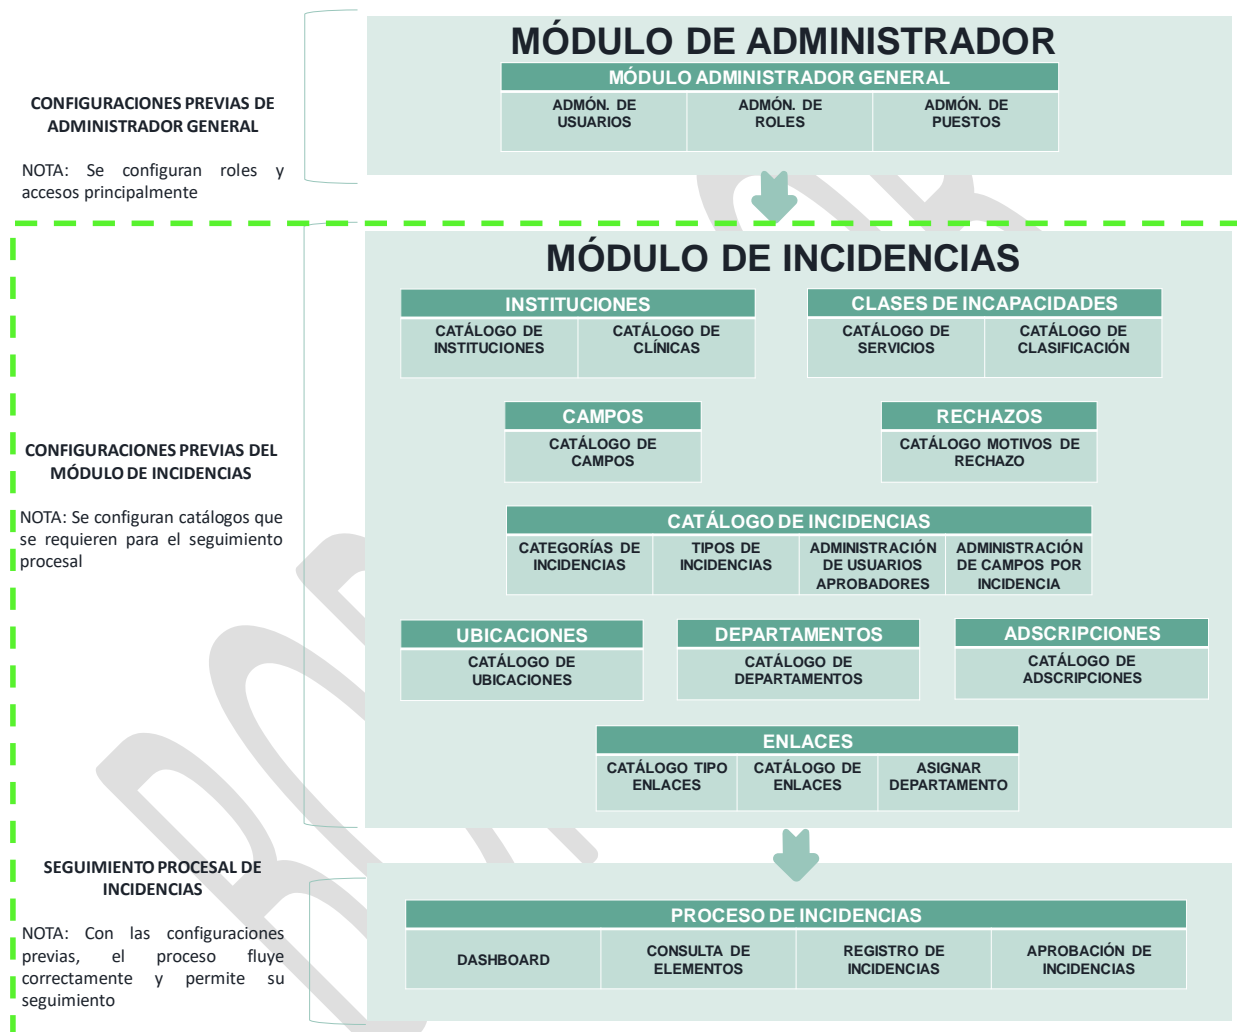 MÓDULO DE ADMINISTRADOR
MÓDULO ADMINISTRADOR GENERAL
ADMÓN. DE
USUARIOS
ADMÓN. DE
ROLES
ADMÓN. DE
PUESTOS
CONFIGURACIONES PREVIAS DE
ADMINISTRADOR GENERAL
NOTA: Se configuran roles y
accesos principalmente
MÓDULO DE INCIDENCIAS
INSTITUCIONES
CATÁLOGO DE
INSTITUCIONES
CATÁLOGO DE
CLÍNICAS
CLASES DE INCAPACIDADES
CATÁLOGO DE
SERVICIOS
CATÁLOGO DE
CLASIFICACIÓN
CAMPOS
CATÁLOGO DE
CAMPOS
RECHAZOS
CATÁLOGO MOTIVOS DE
RECHAZO
CONFIGURACIONES PREVIAS DEL
MÓDULO DE INCIDENCIAS
NOTA: Se configuran catálogos que
se requieren para el seguimiento
procesal
CATÁLOGO DE INCIDENCIAS
CATEGORÍAS DE
INCIDENCIAS
TIPOS DE
INCIDENCIAS
ADMINISTRACIÓN
DE USUARIOS
APROBADORES
ADMINISTRACIÓN
DE CAMPOS POR
INCIDENCIA
UBICACIONES
CATÁLOGO DE
UBICACIONES
DEPARTAMENTOS
CATÁLOGO DE
DEPARTAMENTOS
ADSCRIPCIONES
CATÁLOGO DE
ADSCRIPCIONES
ENLACES
CATÁLOGO TIPO
ENLACES
CATÁLOGO DE
ENLACES
ASIGNAR
DEPARTAMENTO
SEGUIMIENTO PROCESAL DE
INCIDENCIAS
NOTA: Con las configuraciones
previas, el proceso fluye
correctamente y permite su
seguimiento
PROCESO DE INCIDENCIAS
DASHBOARD
CONSULTA DE
ELEMENTOS
REGISTRO DE
INCIDENCIAS
APROBACIÓN DE
INCIDENCIAS